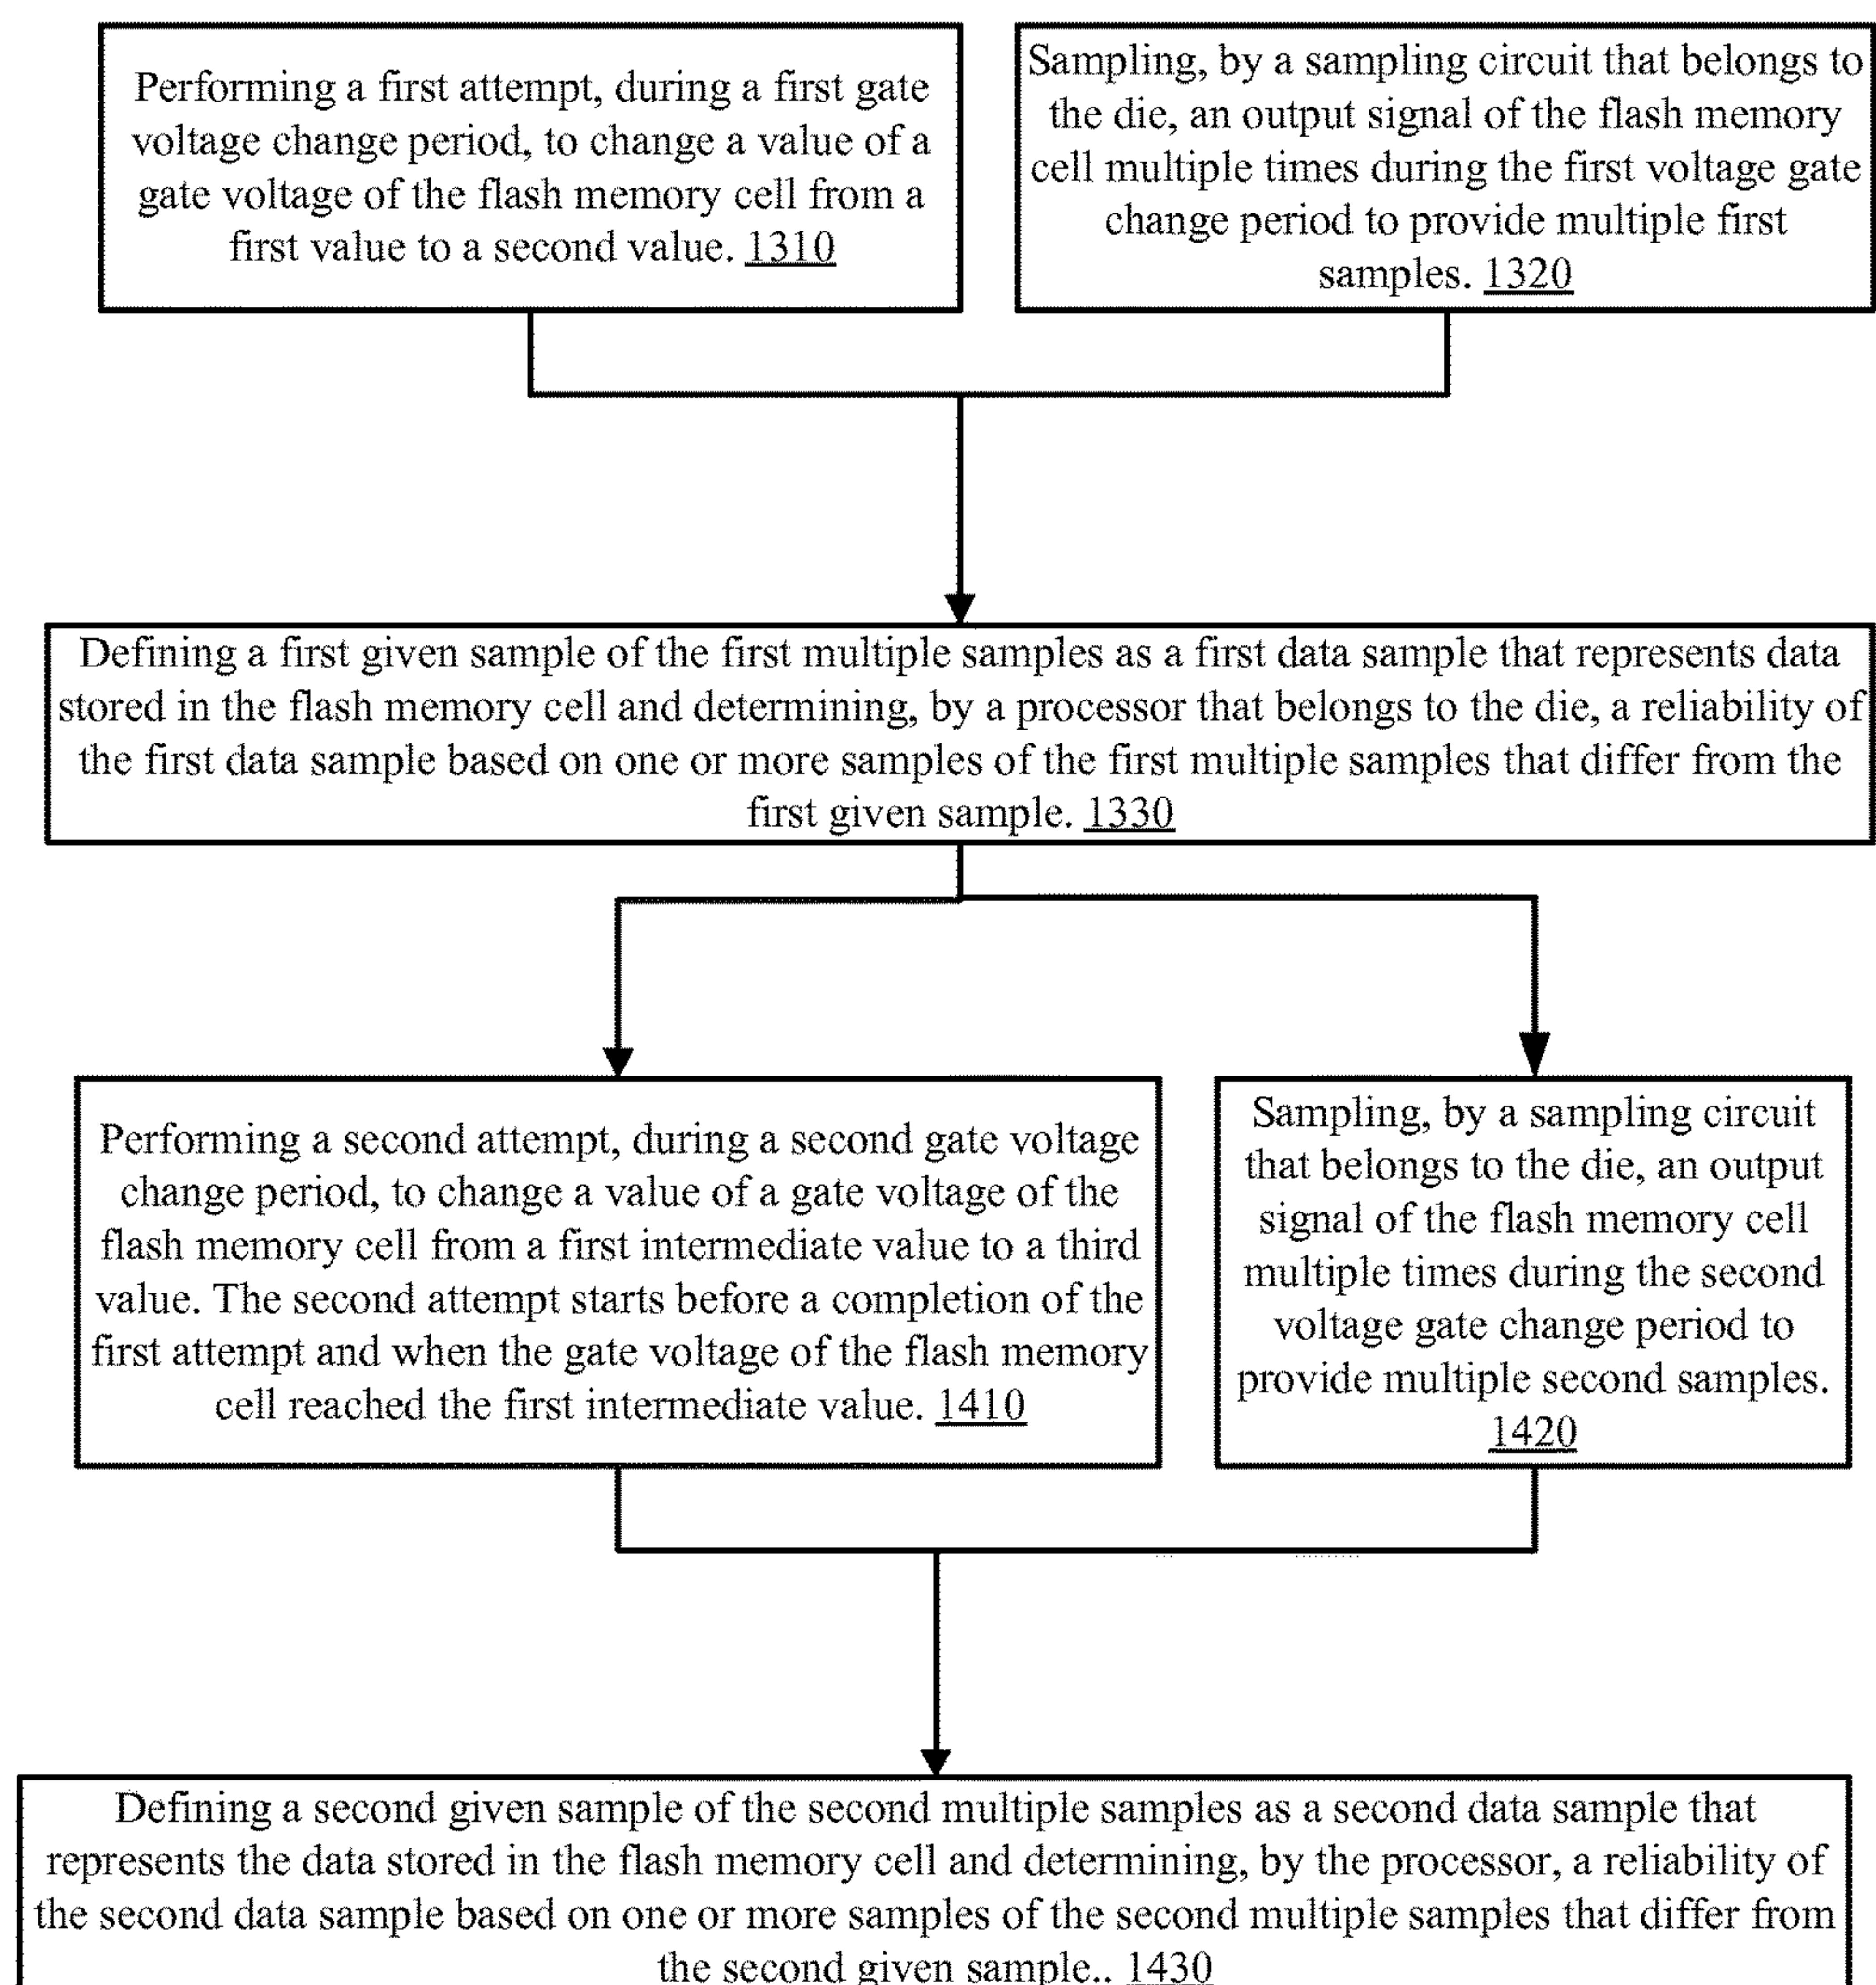 Performing a first attempt, during a first gate
voltage change period, to change a value of a
gate voltage of the flash memory cell from a
first value to a second value. 1310
Sampling, by a sampling circuit that belongs to
the die, an output signal of the flash memory
cell multiple times during the first voltage gate
change period to provide multiple first
samples. 1320
Defining a first given sample of the first multiple samples as a first data sample that represents data
stored in the flash memory cell and determining, by a processor that belongs to the die, a reliability of
the first data sample based on one or more samples of the first multiple samples that differ from the
first given sample. 1330
Performing a second attempt, during a second gate voltage
change period, to change a value of a gate voltage of the
flash memory cell from a first intermediate value to a third
value. The second attempt starts before a completion of the
first attempt and when the gate voltage of the flash memory
cell reached the first intermediate value. 1410
Sampling, by a sampling circuit
that belongs to the die, an output
signal of the flash memory cell
multiple times during the second
voltage gate change period to
provide multiple second samples.
1420
Defining a second given sample of the second multiple samples as a second data sample that
represents the data stored in the flash memory cell and determining, by the processor, a reliability of
the second data sample based on one or more samples of the second multiple samples that differ from
the second given sample.. 1430